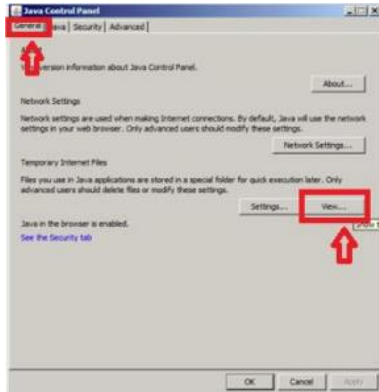 Java Control Panel
General Java Security Advanced
version information about Java Control Panel.
About...
Network Settings
Network settings are used when making Internet connections. By default, Java will use the network
settings in your web browser. Only advanced users should modify these settings.
Network Settings...
Temporary Internet Files
Files you use in Java applications are stored in a special folder for quick execution later. Only
advanced users should delete files or modify these settings.
Settings... View...
Java in the browser is enabled.
See the Security tab
OK Cancel Apply